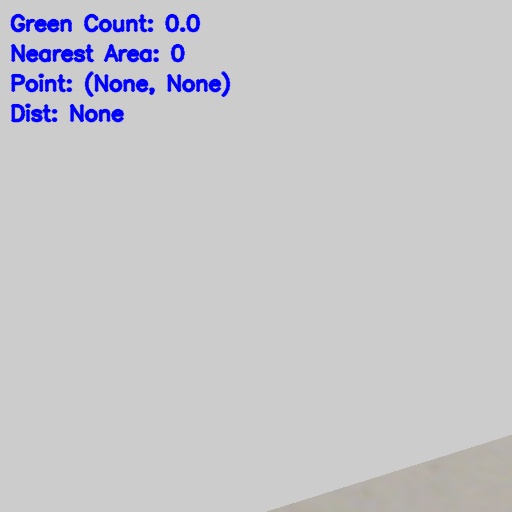 Green Count: 0.0
Nearest Area: 0
Point: (None, None)
Dist: None